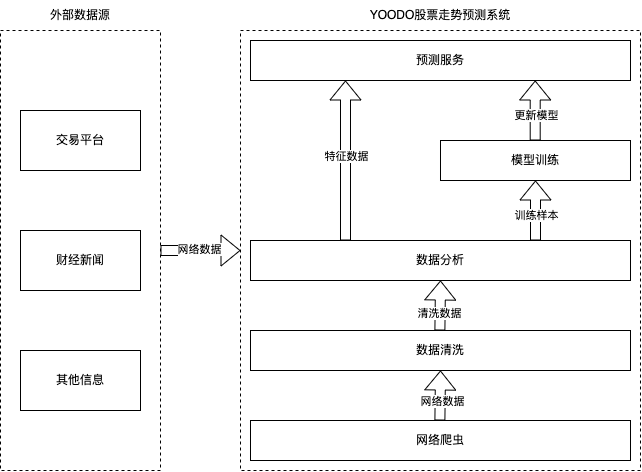 外部数据源
YOODO股票走势预测系统
预测服务
交易平台
更新模型
特征数据
模型训练
训练样本
网络数据
财经新闻
数据分析
清洗数据
数据清洗
其他信息
网络数据
网络爬虫